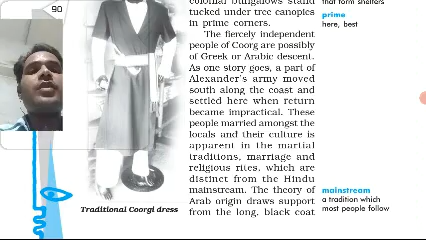 90
colonial bungalows stand
tucked under tree canopies
in prime corners.
The fiercely independent
people of Coorg are possibly
of Greek or Arabic descent.
As one story goes, a part of
Alexander's army moved
south along the coast and
settled here when return
became impractical. These
people married amongst the
locals and their culture is
apparent in the martial
traditions, marriage and
religious rites, which are
distinct from the Hindu
mainstream. The theory of
Arab origin draws support
from the long, black coat
Traditional Coorgi dress
that form shelters
prime
here, best
mainstream
a tradition which
most people follow